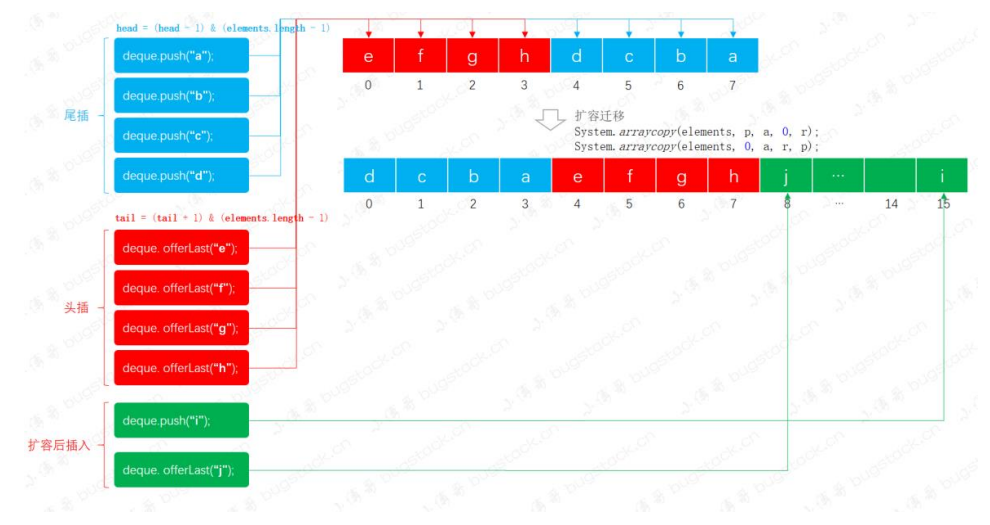 head = (head - 1) & (elements.length - 1)
deque.push("a");
deque.push("b");
尾插
deque.push("c");
deque.push("d");
tail = (tail + 1) & (elements.length - 1)
deque. offerLast("e");
deque. offerLast("f");
头插
deque. offerLast("g");
deque. offerLast("h");
deque.push("i");
扩容后插入
deque. offerLast("j");
e f g h d c b a
0 1 2 3 4 5 6 7
扩容迁移
System. arraycopy(elements, p, a, 0, r);
System. arraycopy(elements, 0, a, r, p);
d c b a e f g h j ... i
0 1 2 3 4 5 6 7 8 ... 14 15
小傅哥 bugstack.cn